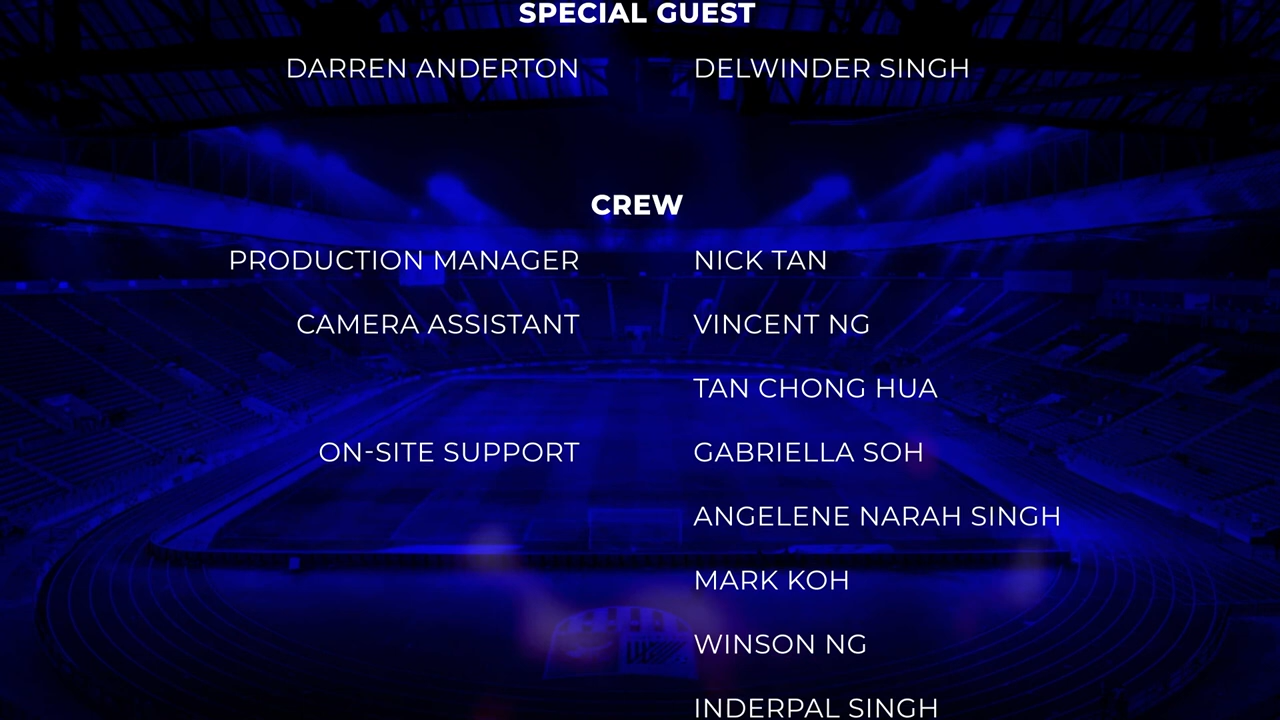 SPECIAL GUEST
DARREN ANDERTON DELWINDER SINGH
CREW
PRODUCTION MANAGER NICK TAN
CAMERA ASSISTANT VINCENT NG
TAN CHONG HUA
ON-SITE SUPPORT GABRIELLA SOH
ANGELENE NARAH SINGH
MARK KOH
WINSON NG
INDERPAL SINGH